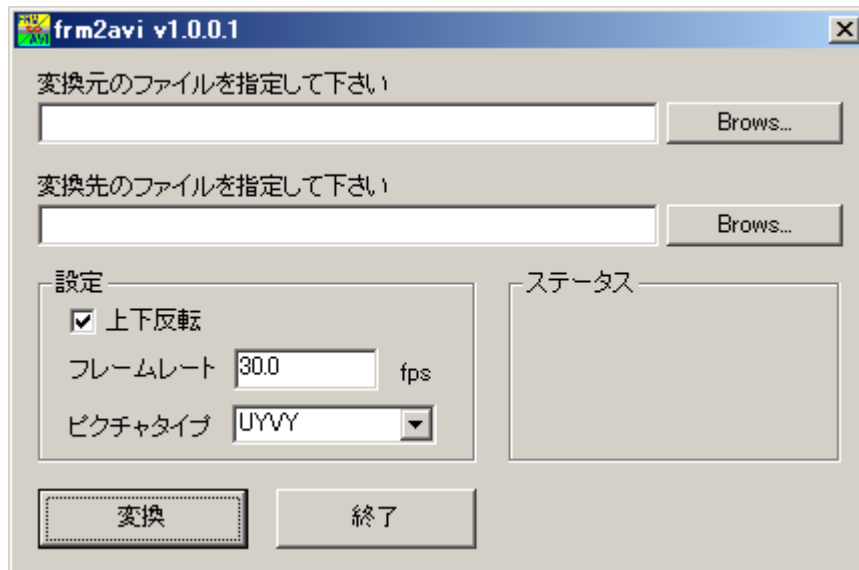 frm2avi v1.0.0.1
変換元のファイルを指定して下さい
Brows...
変換先のファイルを指定して下さい
Brows...
設定
上下反転
フレームレート 30.0 fps
ピクチャタイプ UYVY
ステータス
変換 終了